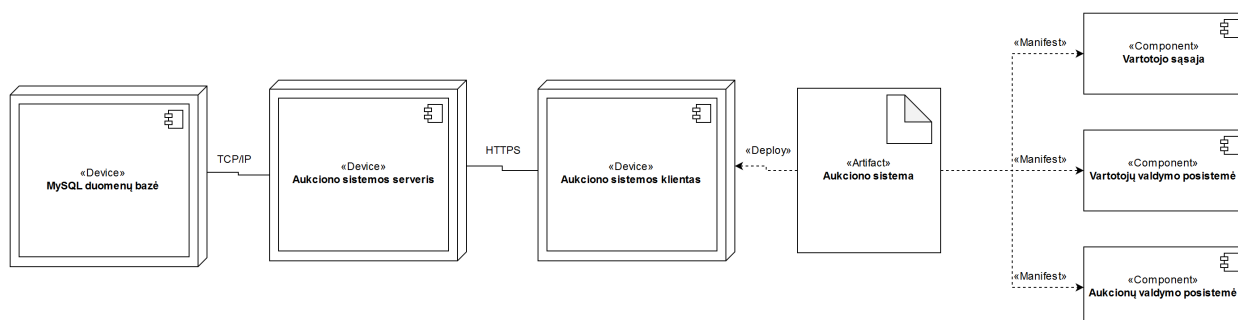 «Device»
MySQL duomenų bazė
TCP/IP
«Device»
Aukciono sistemos serveris
HTTPS
«Device»
Aukciono sistemos klientas
«Deploy»
«Artifact»
Aukciono sistema
«Manifest»
«Component»
Vartotojo sąsaja
«Manifest»
«Component»
Vartotojų valdymo posistemė
«Manifest»
«Component»
Aukcionų valdymo posistemė